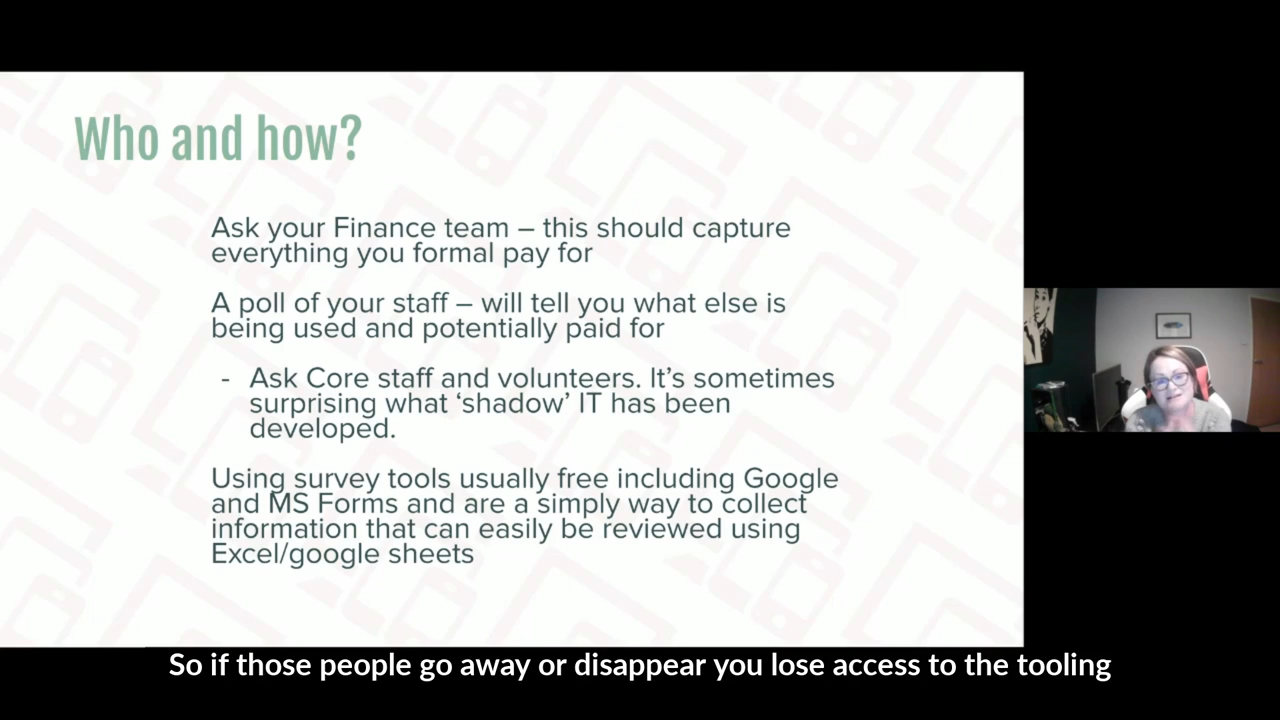 Who and how?
Ask your Finance team – this should capture
everything you formal pay for
A poll of your staff – will tell you what else is
being used and potentially paid for
- Ask Core staff and volunteers. It’s sometimes
surprising what ‘shadow’ IT has been
developed.
Using survey tools usually free including Google
and MS Forms and are a simply way to collect
information that can easily be reviewed using
Excel/google sheets
So if those people go away or disappear you lose access to the tooling